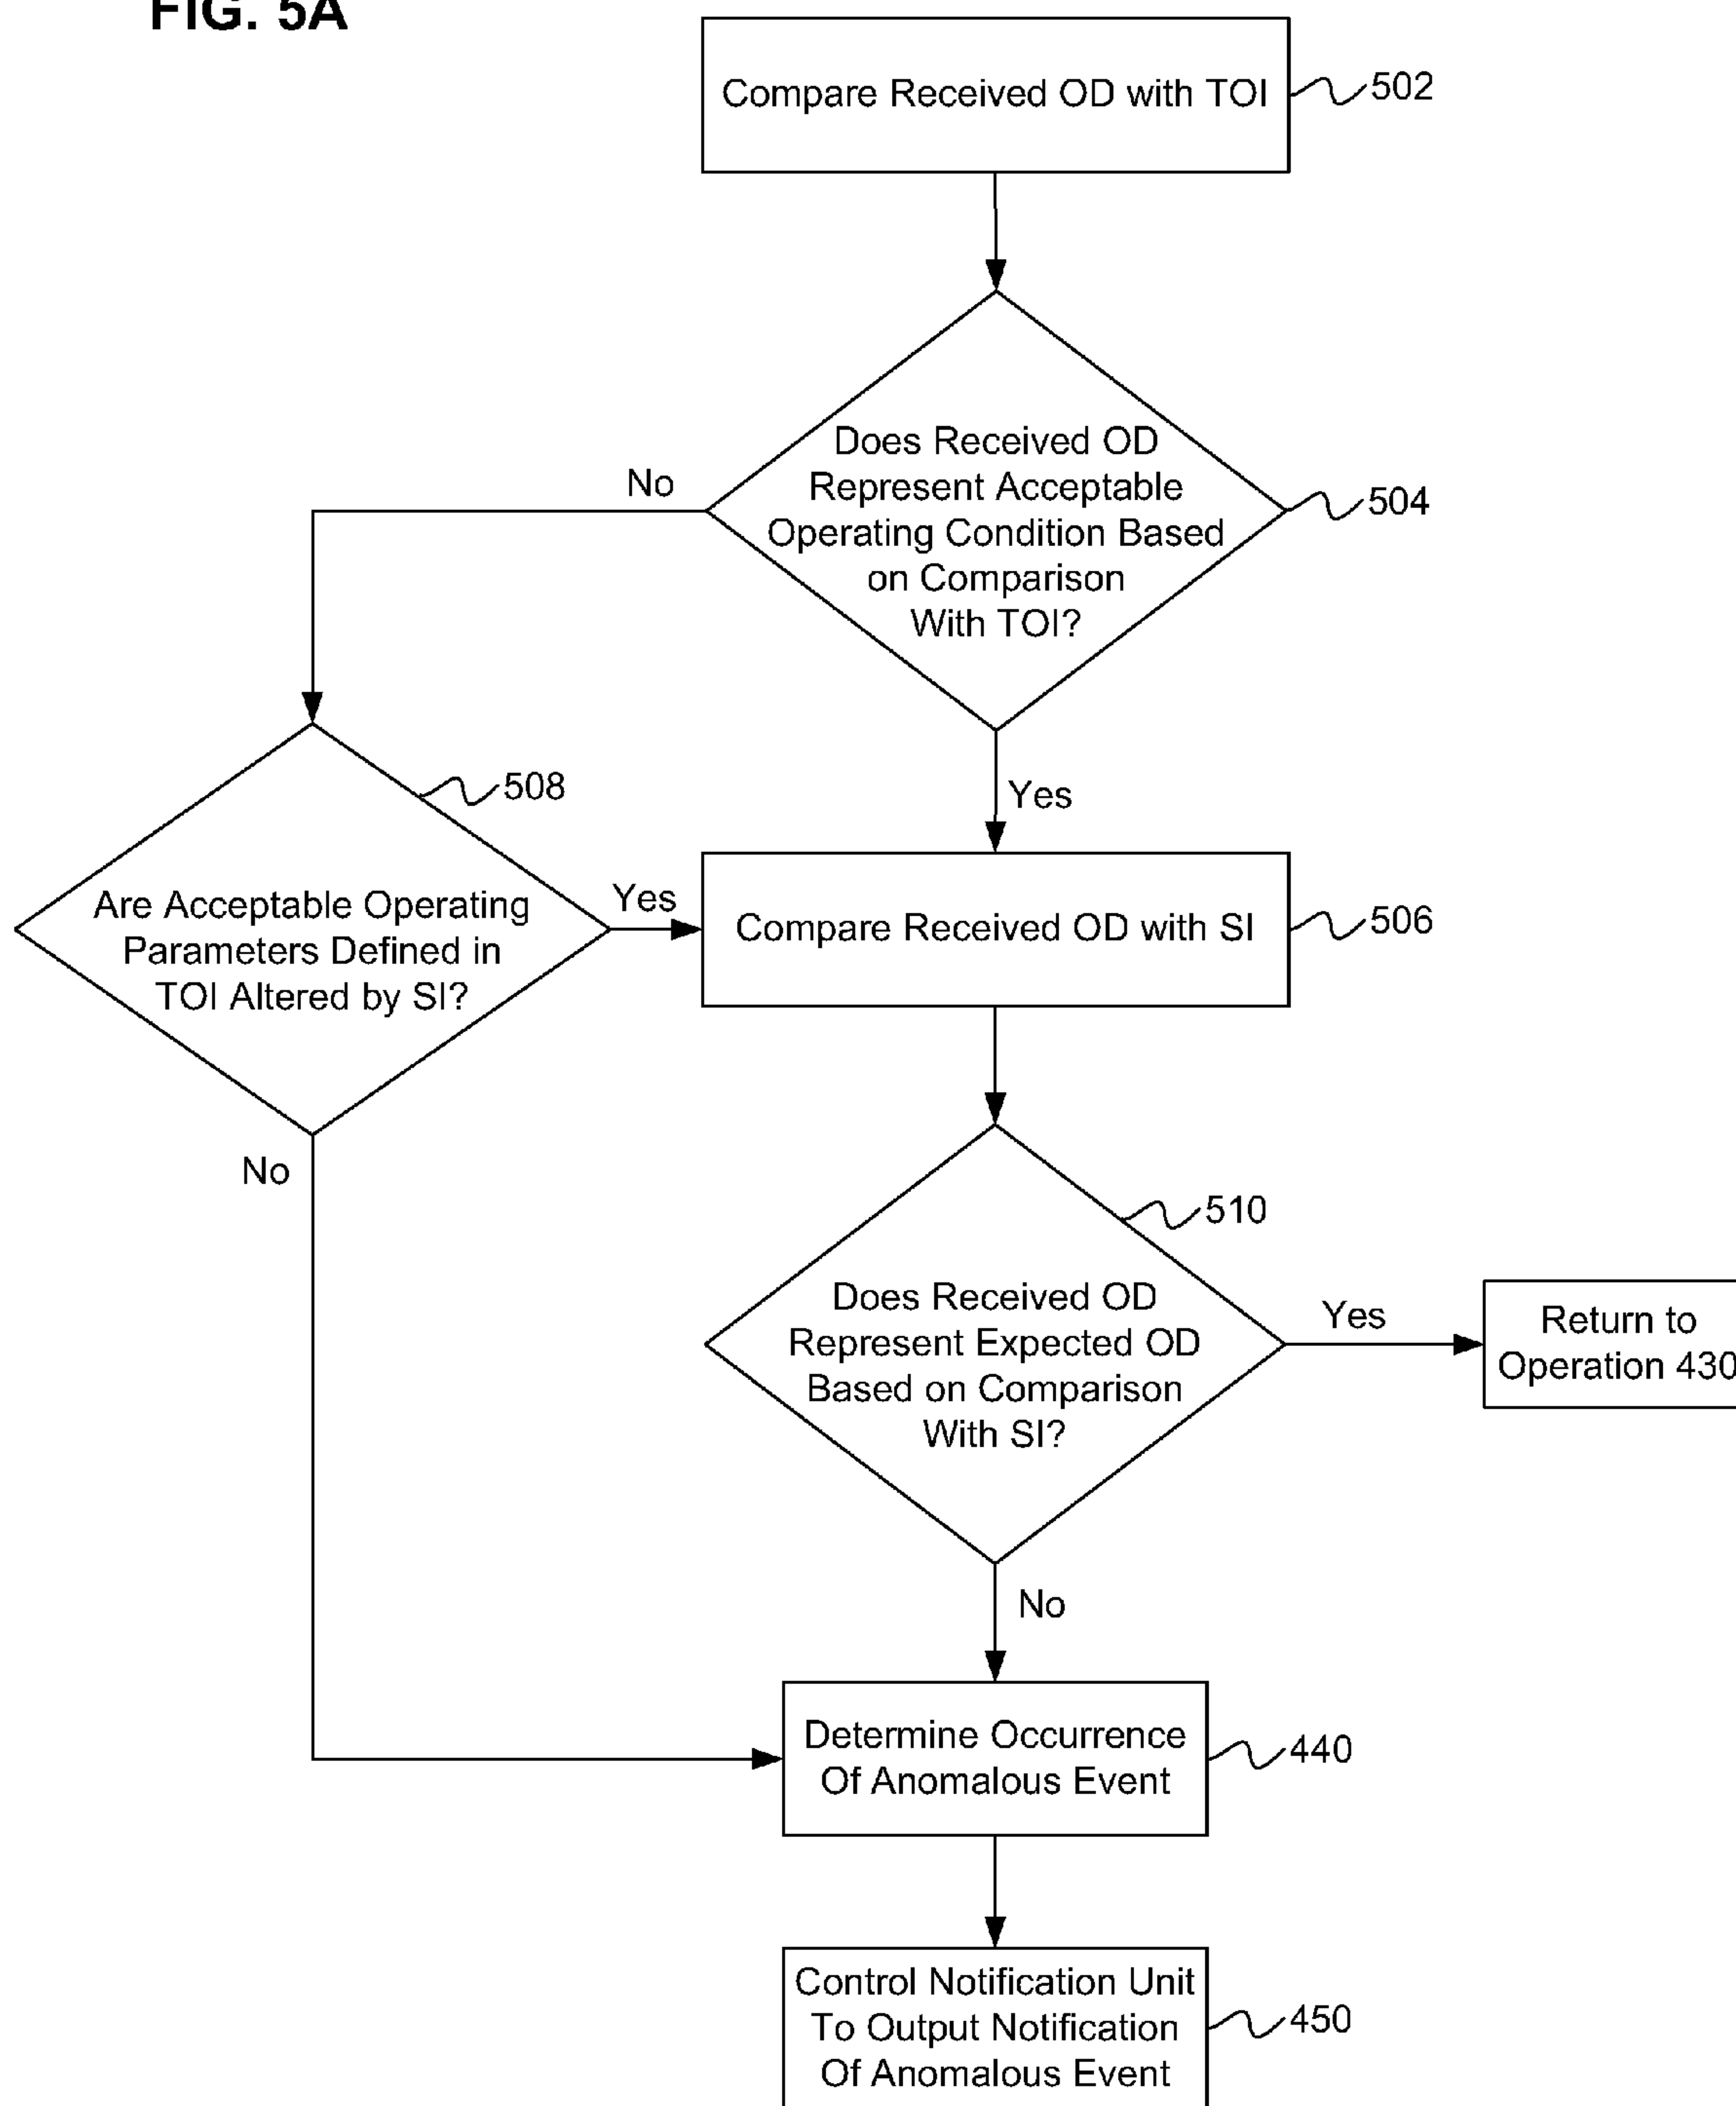 FIG. 5A
Compare Received OD with TOI
502
Does Received OD
Represent Acceptable
Operating Condition Based
on Comparison
With TOI?
504
No
Yes
508
Are Acceptable Operating
Parameters Defined in
TOI Altered by SI?
Yes
No
Compare Received OD with SI
506
510
Does Received OD
Represent Expected OD
Based on Comparison
With SI?
Yes
Return to
Operation 430
No
Determine Occurrence
Of Anomalous Event
440
Control Notification Unit
To Output Notification
Of Anomalous Event
450